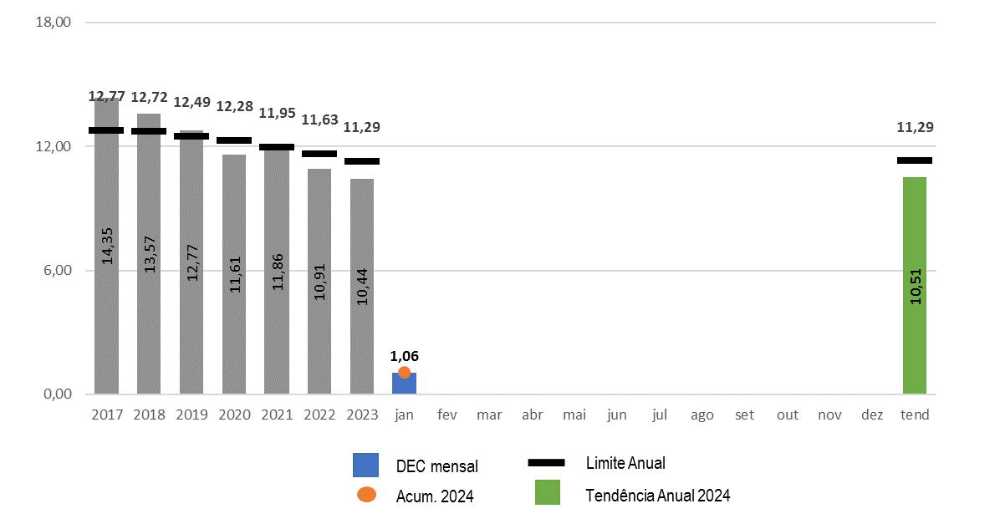 18,00
12,77 12,72 12,49 12,28 11,95 11,63 11,29 11,29
12,00
14,35 13,57 12,77 11,61 11,86 10,91 10,44 10,51
6,00
1,06
0,00
2017 2018 2019 2020 2021 2022 2023 jan fev mar abr mai jun jul ago set out nov dez tend
DEC mensal Limite Anual
Acum. 2024 Tendência Anual 2024